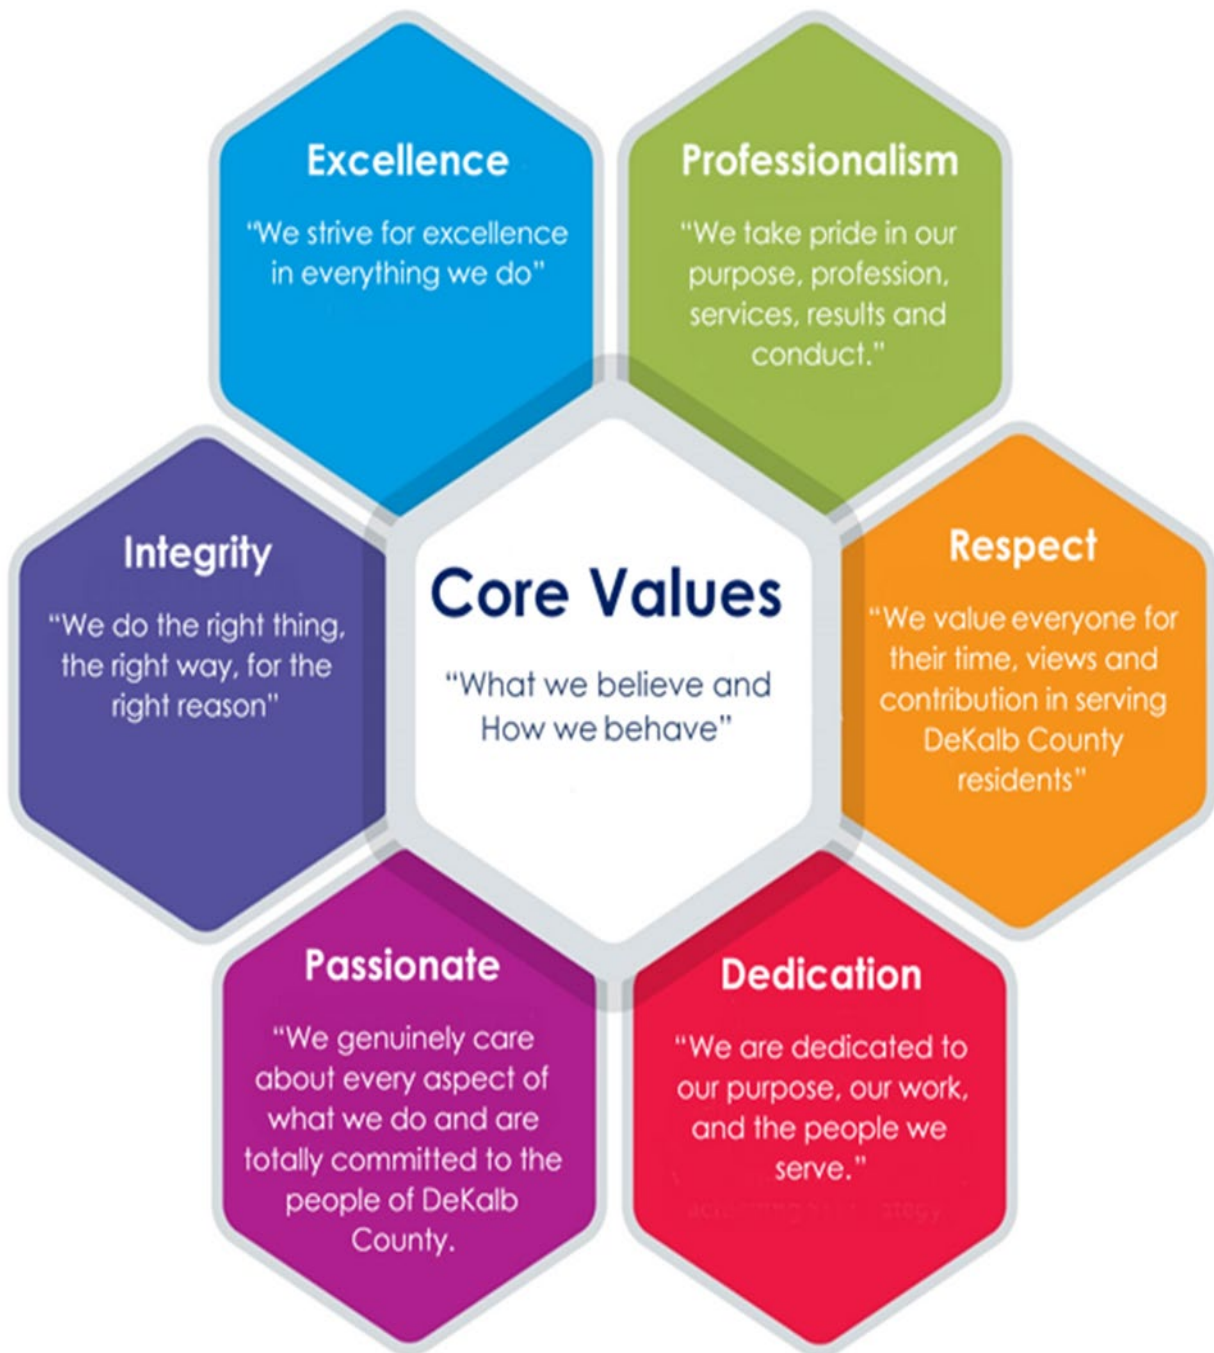 Excellence
“We strive for excellence
in everything we do”
Professionalism
“We take pride in our
purpose, profession,
services, results and
conduct.”
Integrity
“We do the right thing,
the right way, for the
right reason”
Core Values
“What we believe and
How we behave”
Respect
“We value everyone for
their time, views and
contribution in serving
DeKalb County
residents”
Passionate
“We genuinely care
about every aspect of
what we do and are
totally committed to the
people of DeKalb
County.
Dedication
“We are dedicated to
our purpose, our work,
and the people we
serve.”